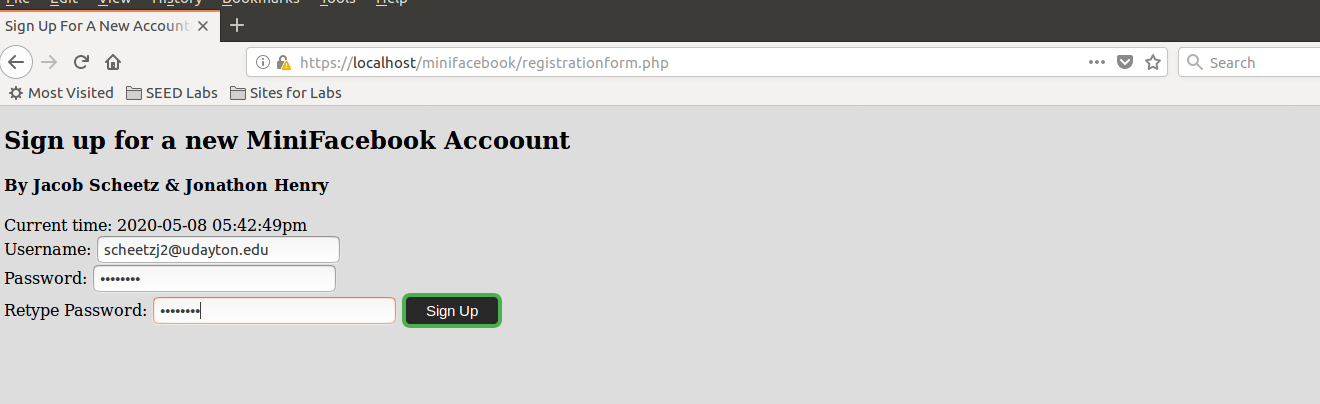 File Edit View History Bookmarks Tools Help
Sign Up For A New Account
https://localhost/minifacebook/registrationform.php
Search
Most Visited SEED Labs Sites for Labs
Sign up for a new MiniFacebook Accoount
By Jacob Scheetz & Jonathon Henry
Current time: 2020-05-08 05:42:49pm
Username: scheetzj2@udayton.edu
Password: ••••••••
Retype Password: •••••••• Sign Up